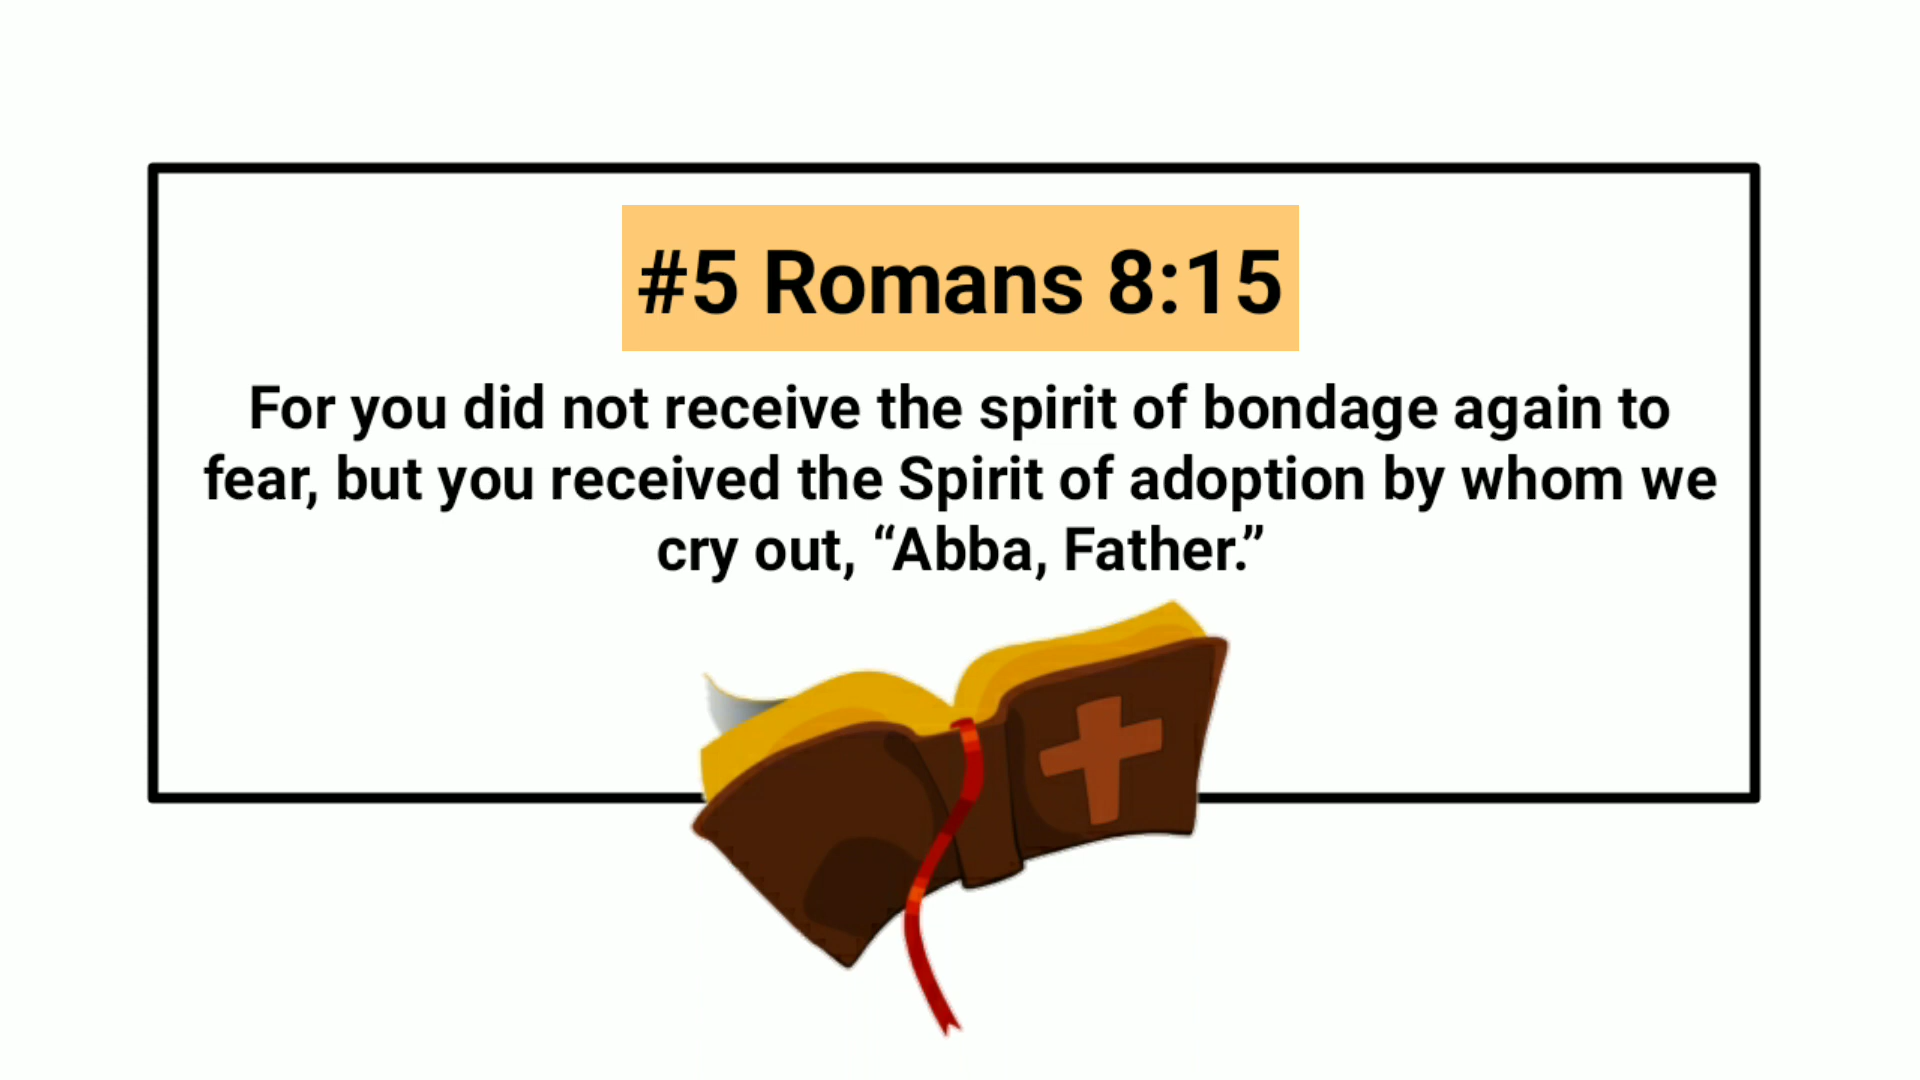 #5 Romans 8:15
For you did not receive the spirit of bondage again to
fear, but you received the Spirit of adoption by whom we
cry out, “Abba, Father.”